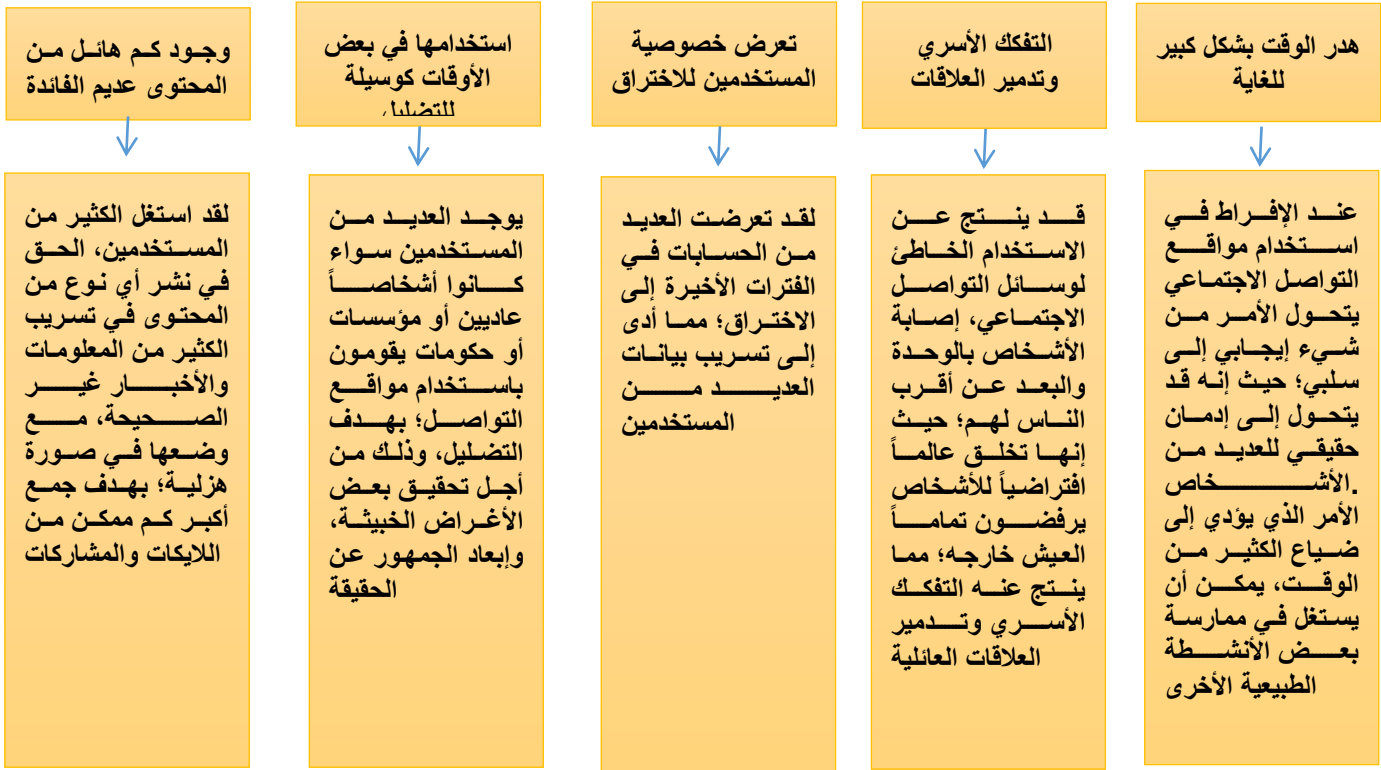 هدر الوقت بشكل كبير
للغاية
عند الإفراط في
استخدام مواقع
التواصل الاجتماعي
يتحول الأمر من
شيء إيجابي إلى
سلبي؛ حيث إنه قد
يتحول إلى إدمان
حقيقي للعديد من
.الأشخاص
الأمر الذي يؤدي إلى
ضياع الكثير من
الوقت، يمكن أن
يستغل في ممارسة
بعض الأنشطة
الطبيعية الأخرى
التفكك الأسري
وتدمير العلاقات
قد ينتج عن
الاستخدام الخاطئ
لوسائل التواصل
الاجتماعي، إصابة
الأشخاص بالوحدة
والبعد عن أقرب
الناس لهم؛ حيث
إنها تخلق عالماً
افتراضياً للأشخاص
يرفضون تماماً
العيش خارجه؛ مما
ينتج عنه التفكك
الأسري وتدمير
العلاقات العائلية
تعرض خصوصية
المستخدمين للاختراق
لقد تعرضت العديد
من الحسابات في
الفترات الأخيرة إلى
الاختراق؛ مما أدى
إلى تسريب بيانات
العديد من
المستخدمين
استخدامها في بعض
الأوقات كوسيلة
للتضليل
يوجد العديد من
المستخدمين سواء
كانوا أشخاصاً
عاديين أو مؤسسات
أو حكومات يقومون
باستخدام مواقع
التواصل؛ بهدف
التضليل، وذلك من
أجل تحقيق بعض
الأغراض الخبيثة،
وإبعاد الجمهور عن
الحقيقة
وجود كم هائل من
المحتوى عديم الفائدة
لقد استغل الكثير من
المستخدمين، الحق
في نشر أي نوع من
المحتوى في تسريب
الكثير من المعلومات
والأخبار غير
الصحيحة، مع
وضعها في صورة
هزلية؛ بهدف جمع
أكبر كم ممكن من
اللايكات والمشاركات